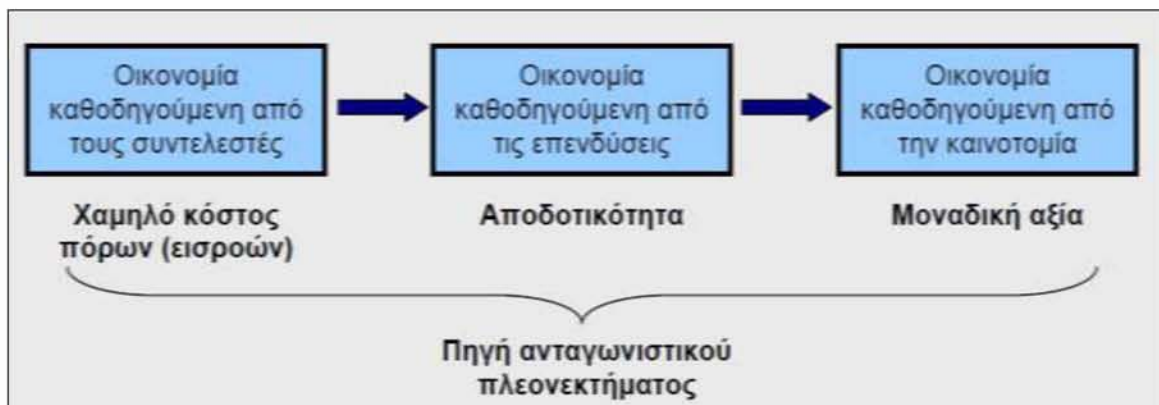 Οικονομία
καθοδηγούμενη από
τους συντελεστές
Οικονομία
καθοδηγούμενη από
τις επενδύσεις
Οικονομία
καθοδηγούμενη από
την καινοτομία
Χαμηλό κόστος
πόρων (εισροών)
Αποδοτικότητα
Μοναδική αξία
Πηγή ανταγωνιστικού
πλεονεκτήματος